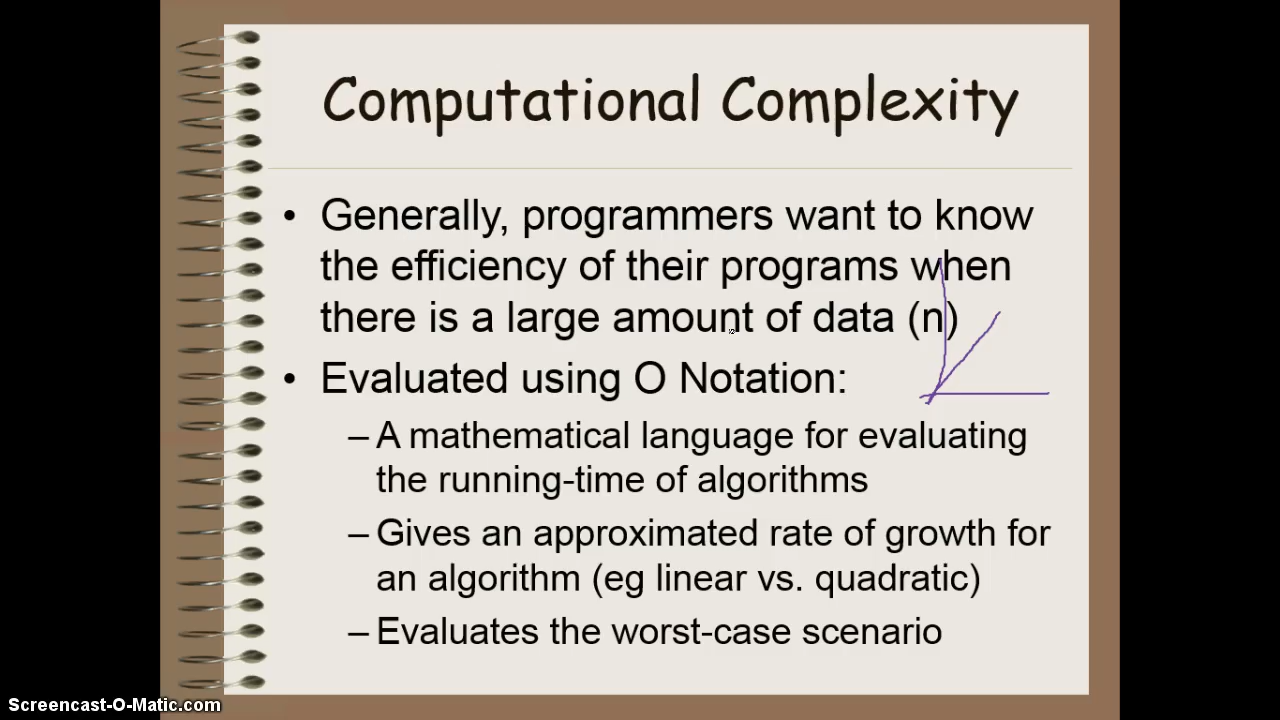 Computational Complexity
• Generally, programmers want to know
the efficiency of their programs when
there is a large amount of data (n)
• Evaluated using O Notation:
– A mathematical language for evaluating
the running-time of algorithms
– Gives an approximated rate of growth for
an algorithm (eg linear vs. quadratic)
– Evaluates the worst-case scenario
Screencast-O-Matic.com